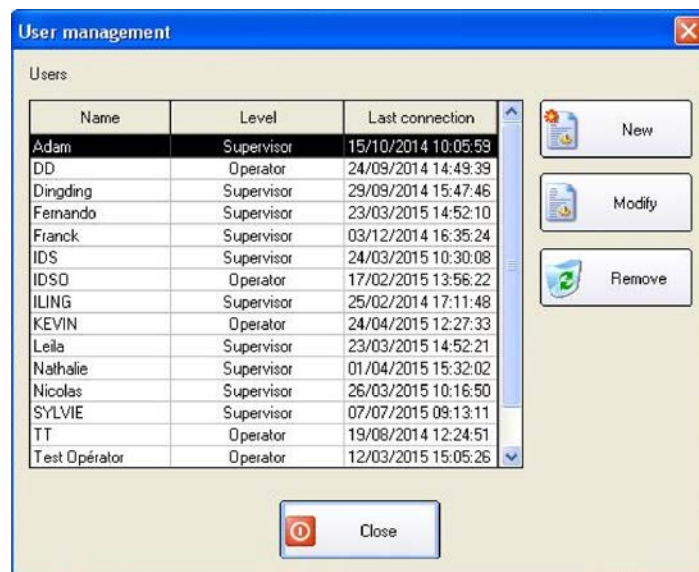 User management
Users
Name Level Last connection
Adam Supervisor 15/10/2014 10:05:59
DD Operator 24/09/2014 14:49:39
Dingding Supervisor 29/09/2014 15:47:46
Fernando Supervisor 23/03/2015 14:52:10
Franck Supervisor 03/12/2014 16:35:24
IDS Supervisor 24/03/2015 10:30:08
IDSO Operator 17/02/2015 13:56:22
ILING Supervisor 25/02/2014 17:11:48
KEVIN Operator 24/04/2015 12:27:33
Leila Supervisor 23/03/2015 14:52:21
Nathalie Supervisor 01/04/2015 15:32:02
Nicolas Supervisor 26/03/2015 10:16:50
SYLVIE Supervisor 07/07/2015 09:13:11
TT Operator 19/08/2014 12:24:51
Test Opérator Operator 12/03/2015 15:05:26
New
Modify
Remove
Close